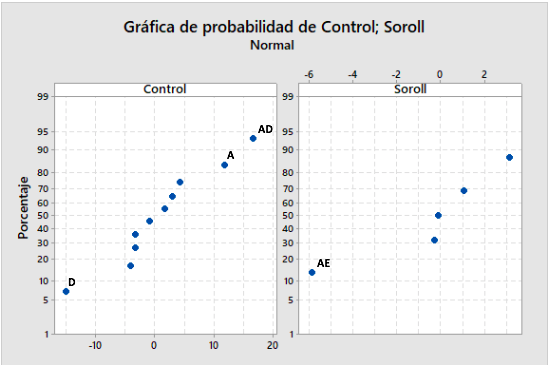 Gráfica de probabilidad de Control; Soroll
Normal
-6 -4 -2 0 2
Control Soroll
99 99
95 95
90 90
80 80
70 70
60 60
50 50
40 40
30 30
20 20
10 10
5 5
1 1
Porcentaje
AD
A
D
AE
-10 0 10 20